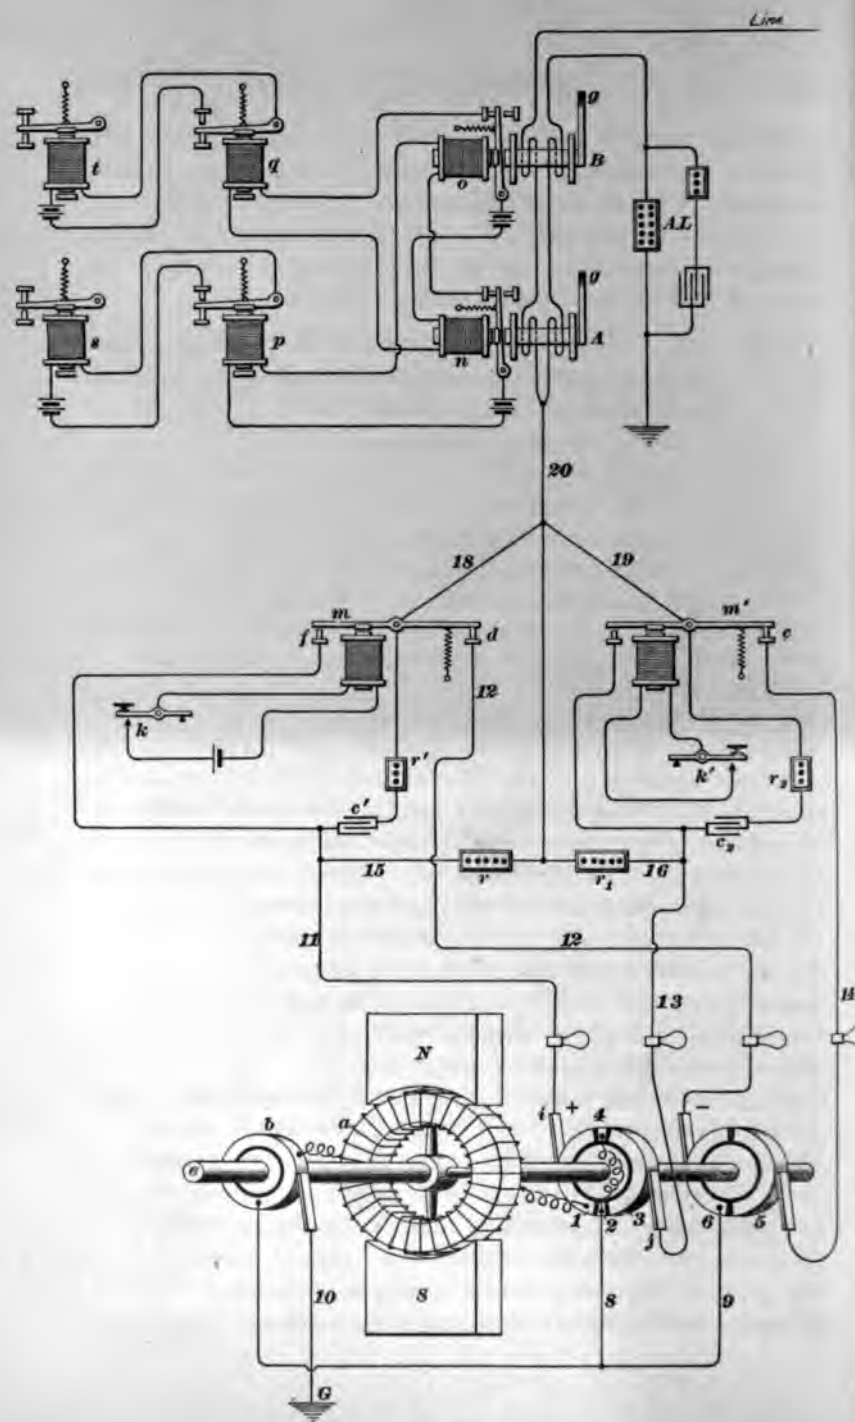 Line
g
t
q
o
B
A.L
g
s
p
n
A
20
18
19
m
m'
f
d
e
12
k
r'
k'
r₂
c'
c₂
15
r
r₁
16
11
12
13
N
i
+
4
−
b
a
e
1
2
3
j
6
5
10
S
8
9
G